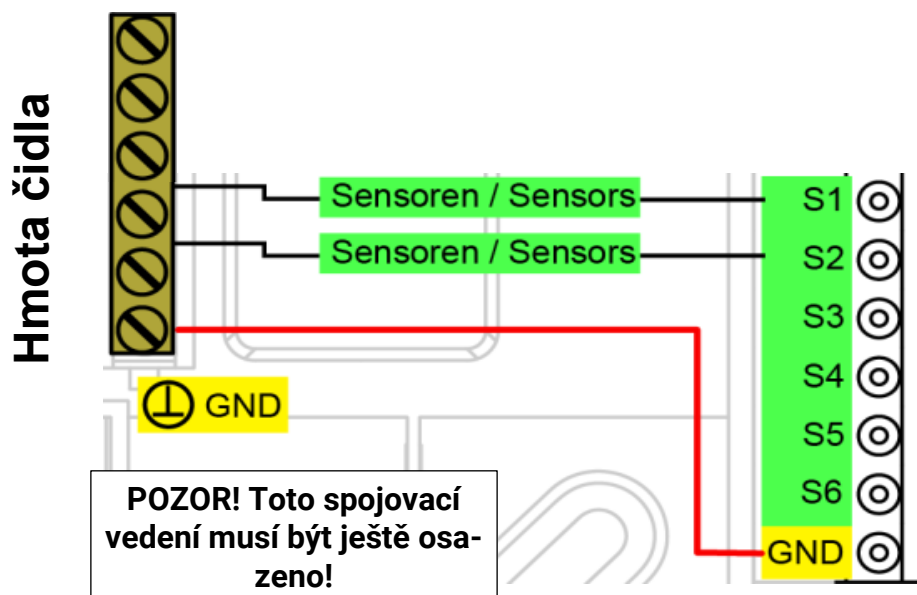 Hmota čidla
Sensoren / Sensors
S1
Sensoren / Sensors
S2
S3
S4
S5
S6
GND
GND
POZOR! Toto spojovací
vedení musí být ještě osa-
zeno!